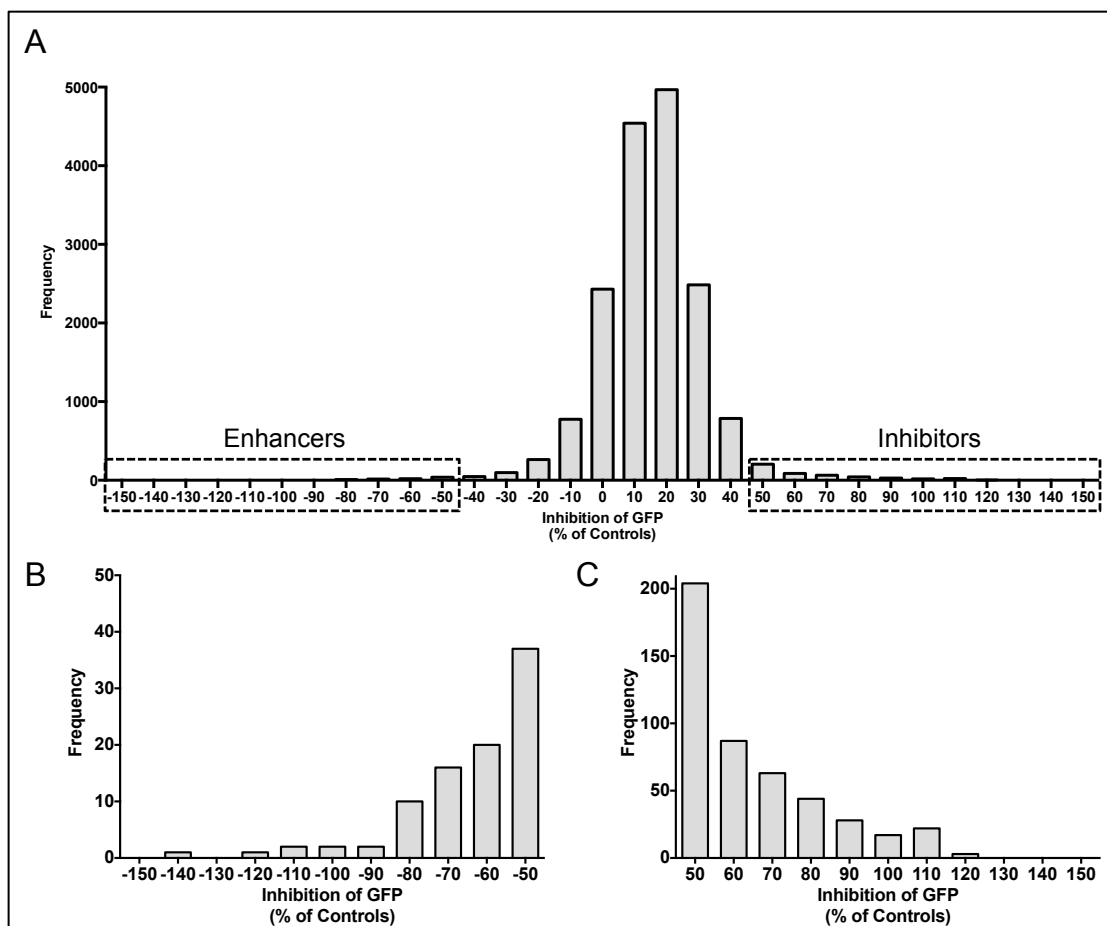 A
5000
4000
3000
2000
1000
0
Frequency
Enhancers
Inhibitors
-150 -140 -130 -120 -110 -100 -90 -80 -70 -60 -50 -40 -30 -20 -10 0 10 20 30 40 50 60 70 80 90 100 110 120 130 140 150
Inhibition of GFP
(% of Controls)
B
50
40
30
20
10
0
Frequency
-150 -140 -130 -120 -110 -100 -90 -80 -70 -60 -50
Inhibition of GFP
(% of Controls)
C
200
150
100
50
0
Frequency
50 60 70 80 90 100 110 120 130 140 150
Inhibition of GFP
(% of Controls)